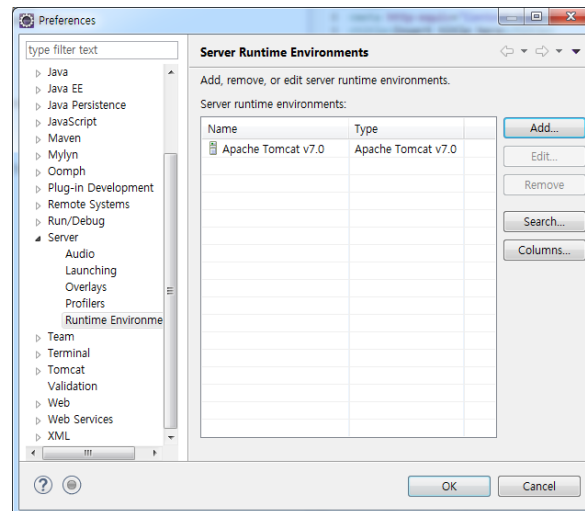 Preferences
type filter text
Java
Java EE
Java Persistence
JavaScript
Maven
Mylyn
Oomph
Plug-in Development
Remote Systems
Run/Debug
Server
Audio
Launching
Overlays
Profilers
Runtime Environme
Team
Terminal
Tomcat
Validation
Web
Web Services
XML
Server Runtime Environments
Add, remove, or edit server runtime environments.
Server runtime environments:
Name Type
Apache Tomcat v7.0 Apache Tomcat v7.0
Add...
Edit...
Remove
Search...
Columns...
OK Cancel